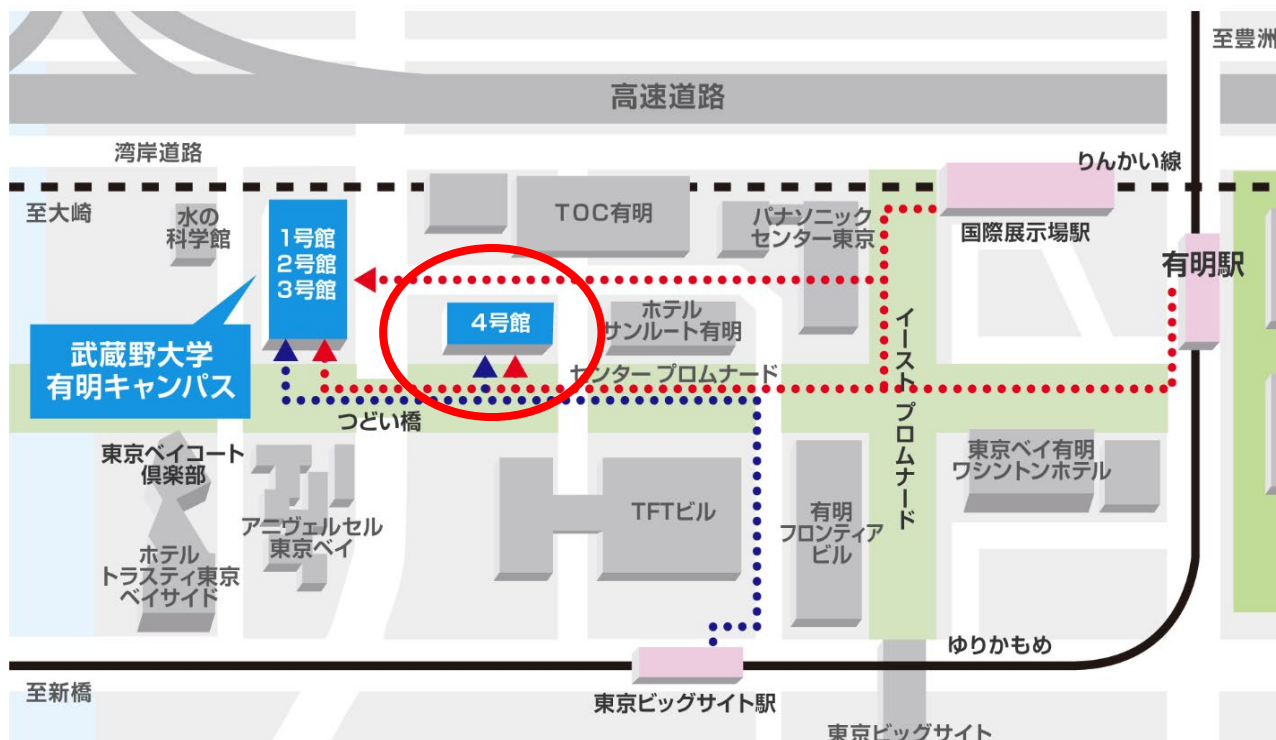 至豊洲
高速道路
湾岸道路
りんかい線
至大崎
水の
科学館
1号館
2号館
3号館
TOC有明
パナソニック
センター東京
国際展示場駅
有明駅
4号館
ホテル
サンルート有明
武蔵野大学
有明キャンパス
センター プロムナード
イースト プロムナード
つどい橋
東京ベイコート
倶楽部
アニヴェルセル
東京ベイ
ホテル
トラスティ東京
ベイサイド
TFTビル
有明
フロンティア
ビル
東京ベイ有明
ワシントンホテル
ゆりかもめ
至新橋
東京ビッグサイト駅
東京ビッグサイト